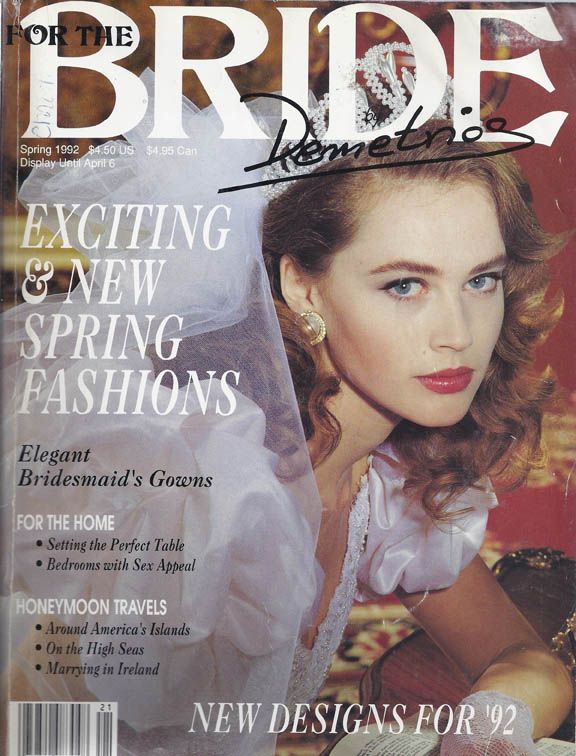 FOR THE
BRIDE
by Demetrios
Spring 1992 $4.50 US $4.95 Can
Display Until April 6
EXCITING
& NEW
SPRING
FASHIONS
Elegant
Bridesmaid's Gowns
FOR THE HOME
• Setting the Perfect Table
• Bedrooms with Sex Appeal
HONEYMOON TRAVELS
• Around America's Islands
• On the High Seas
• Marrying in Ireland
21
NEW DESIGNS FOR '92